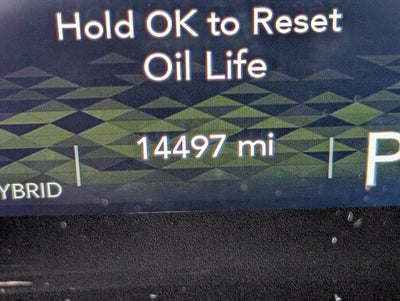 Hold OK to Reset
Oil Life
14497 mi
P
YBRID